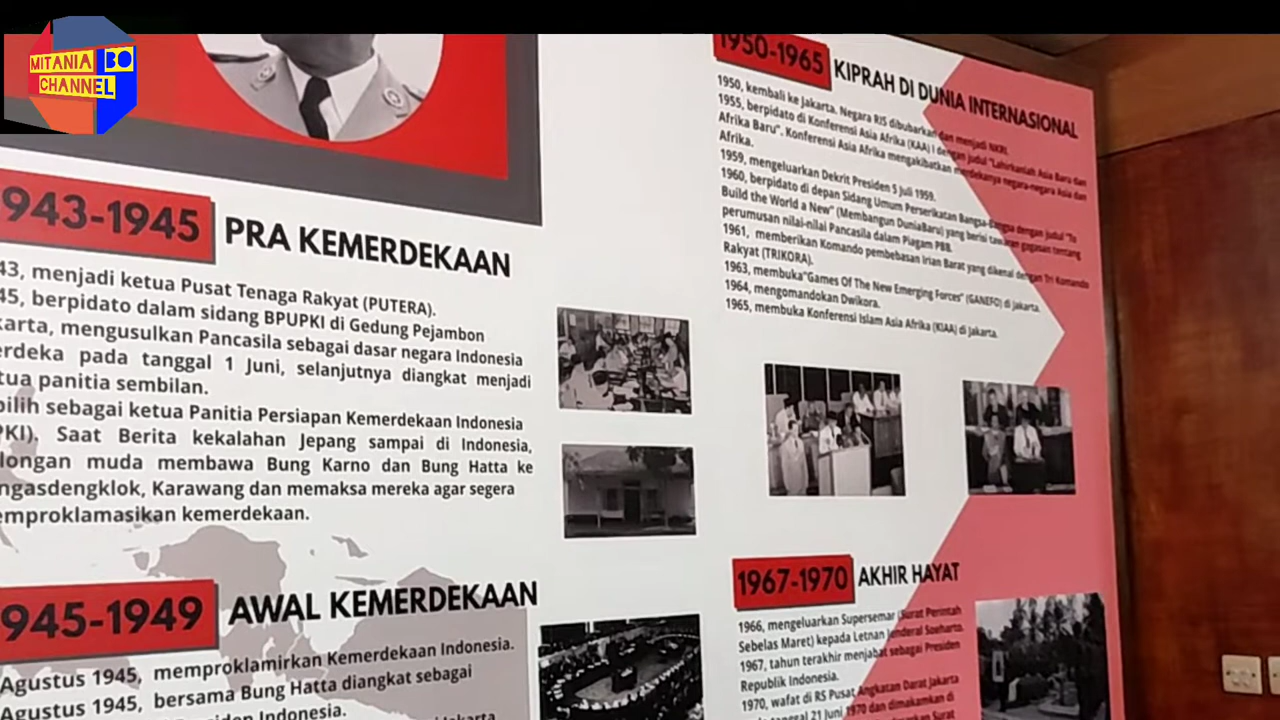 MITANIA BO
CHANNEL
1943-1945 PRA KEMERDEKAAN
43, menjadi ketua Pusat Tenaga Rakyat (PUTERA).
45, berpidato dalam sidang BPUPKI di Gedung Pejambon
karta, mengusulkan Pancasila sebagai dasar negara Indonesia
erdeka pada tanggal 1 Juni, selanjutnya diangkat menjadi
tua panitia sembilan.
pilih sebagai ketua Panitia Persiapan Kemerdekaan Indonesia
PKI). Saat Berita kekalahan Jepang sampai di Indonesia,
longan muda membawa Bung Karno dan Bung Hatta ke
ngasdengklok, Karawang dan memaksa mereka agar segera
emproklamasikan kemerdekaan.
1945-1949 AWAL KEMERDEKAAN
Agustus 1945, memproklamirkan Kemerdekaan Indonesia.
Agustus 1945, bersama Bung Hatta diangkat sebagai
siden Indonesia.
1950-1965 KIPRAH DI DUNIA INTERNASIONAL
1950, kembali ke Jakarta. Negara RIS dibubarkan dan menjadi NKRI.
1955, berpidato di Konferensi Asia Afrika (KAA) I dengan judul "Lahirkanlah Asia Baru dan
Afrika Baru". Konferensi Asia Afrika mengakibatkan merdekanya negara-negara Asia dan
Afrika.
1959, mengeluarkan Dekrit Presiden 5 Juli 1959.
1960, berpidato di depan Sidang Umum Perserikatan Bangsa-Bangsa dengan judul "To
Build the World a New" (Membangun DuniaBaru) yang berisi tawaran gagasan tentang
perumusan nilai-nilai Pancasila dalam Piagam PBB.
1961, memberikan Komando pembebasan Irian Barat yang dikenal dengan Tri Komando
Rakyat (TRIKORA).
1963, membuka"Games Of The New Emerging Forces" (GANEFO) di Jakarta.
1964, mengomandokan Dwikora.
1965, membuka Konferensi Islam Asia Afrika (KIAA) di Jakarta.
1967-1970 AKHIR HAYAT
1966, mengeluarkan Supersemar (Surat Perintah
Sebelas Maret) kepada Letnan Jenderal Soeharto.
1967, tahun terakhir menjabat sebagai Presiden
Republik Indonesia.
1970, wafat di RS Pusat Angkatan Darat Jakarta
tanggal 21 Juni 1970 dan dimakamkan di